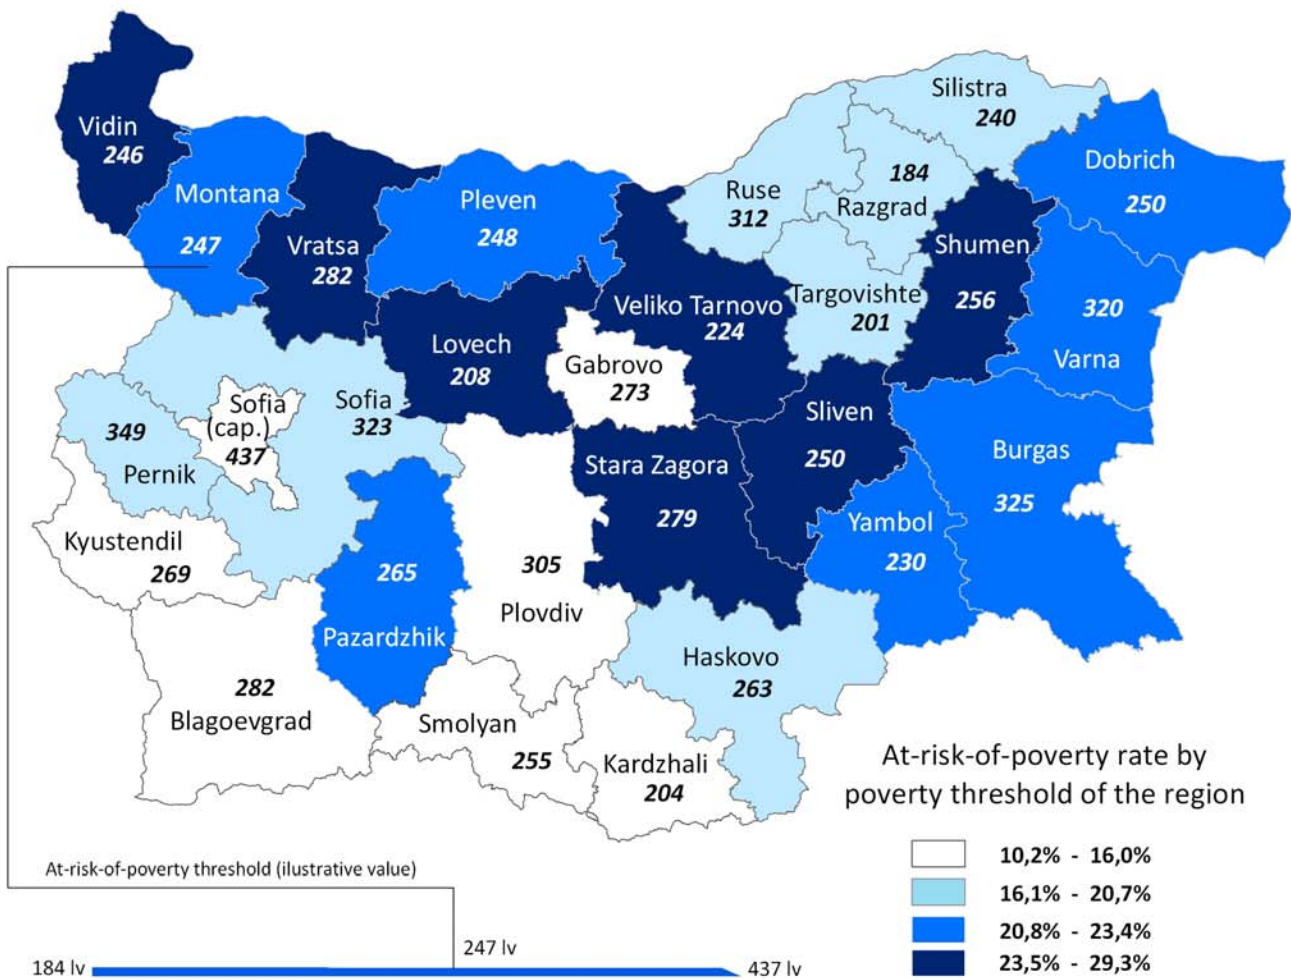 Vidin
246
Montana
247
Vratsa
282
Pleven
248
Lovech
208
Veliko Tarnovo
224
Gabrovo
273
Ruse
312
Silistra
240
184
Razgrad
Targovishte
201
Shumen
256
Dobrich
250
320
Varna
Sofia
(cap.)
437
Sofia
323
349
Pernik
Kyustendil
269
265
Pazardzhik
305
Plovdiv
Stara Zagora
279
Sliven
250
Yambol
230
Burgas
325
282
Blagoevgrad
Smolyan
255
Kardzhali
204
Haskovo
263
At-risk-of-poverty rate by
poverty threshold of the region
10,2% - 16,0%
16,1% - 20,7%
20,8% - 23,4%
23,5% - 29,3%
At-risk-of-poverty threshold (ilustrative value)
247 lv
184 lv
437 lv